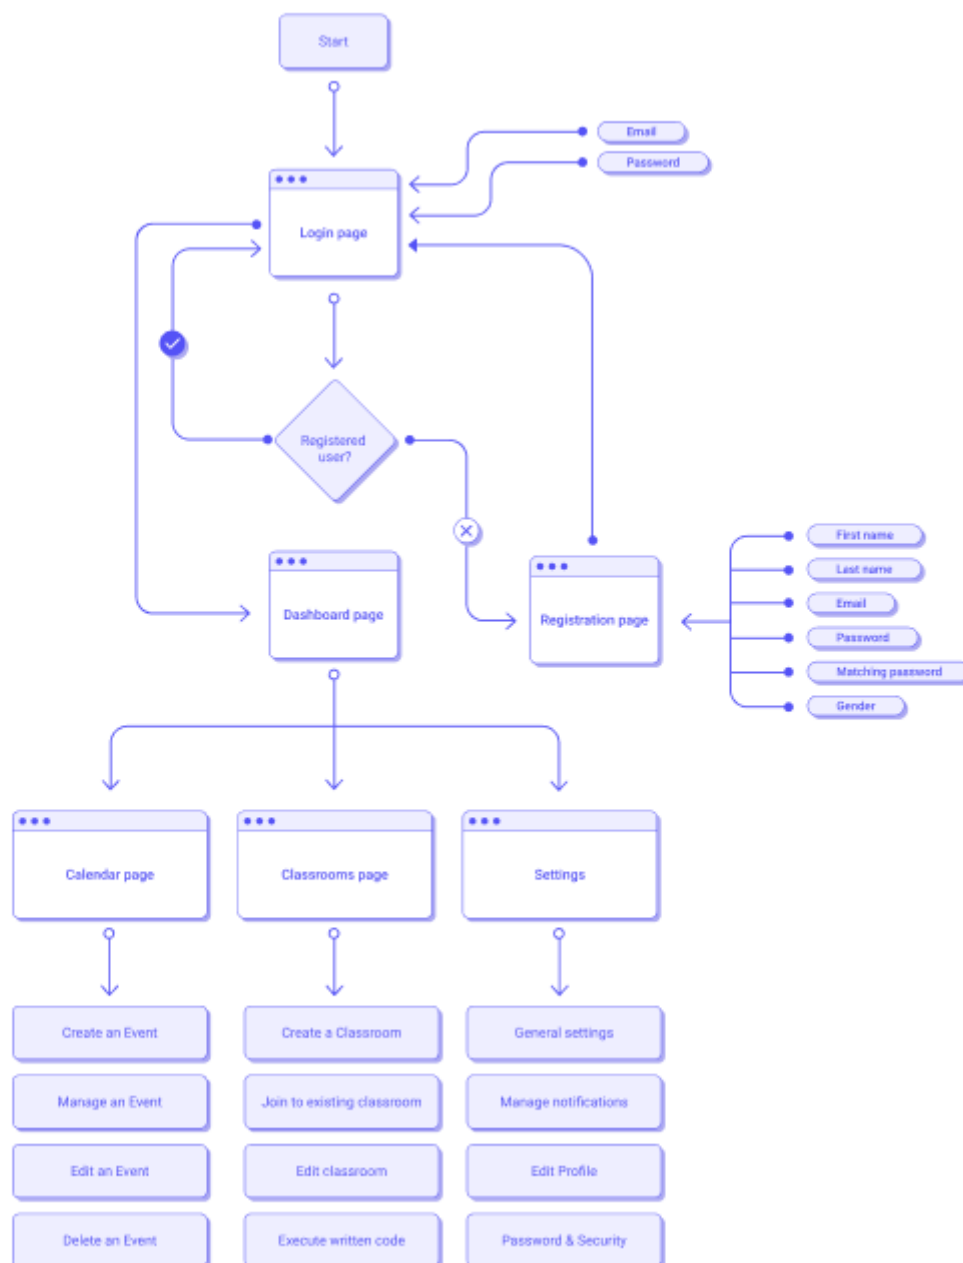 Start
Email
Password
Login page
Registered
user?
First name
Last name
Email
Password
Matching password
Gender
Dashboard page
Registration page
Calendar page
Classrooms page
Settings
Create an Event
Create a Classroom
General settings
Manage an Event
Join to existing classroom
Manage notifications
Edit an Event
Edit classroom
Edit Profile
Delete an Event
Execute written code
Password & Security